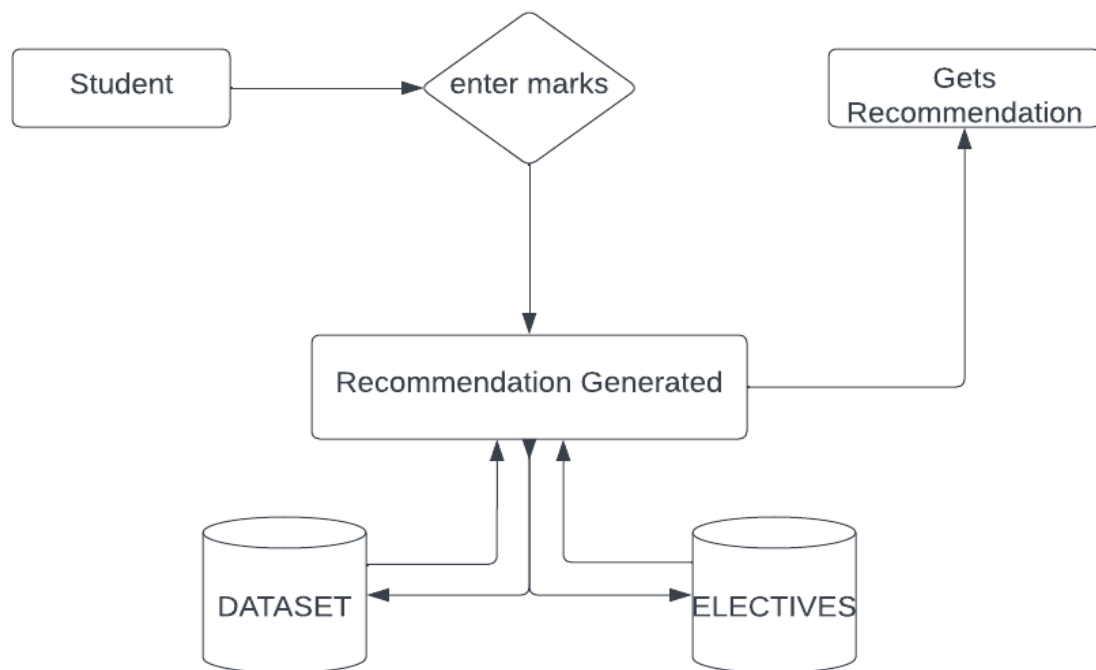 Student
enter marks
Gets
Recommendation
Recommendation Generated
DATASET
ELECTIVES